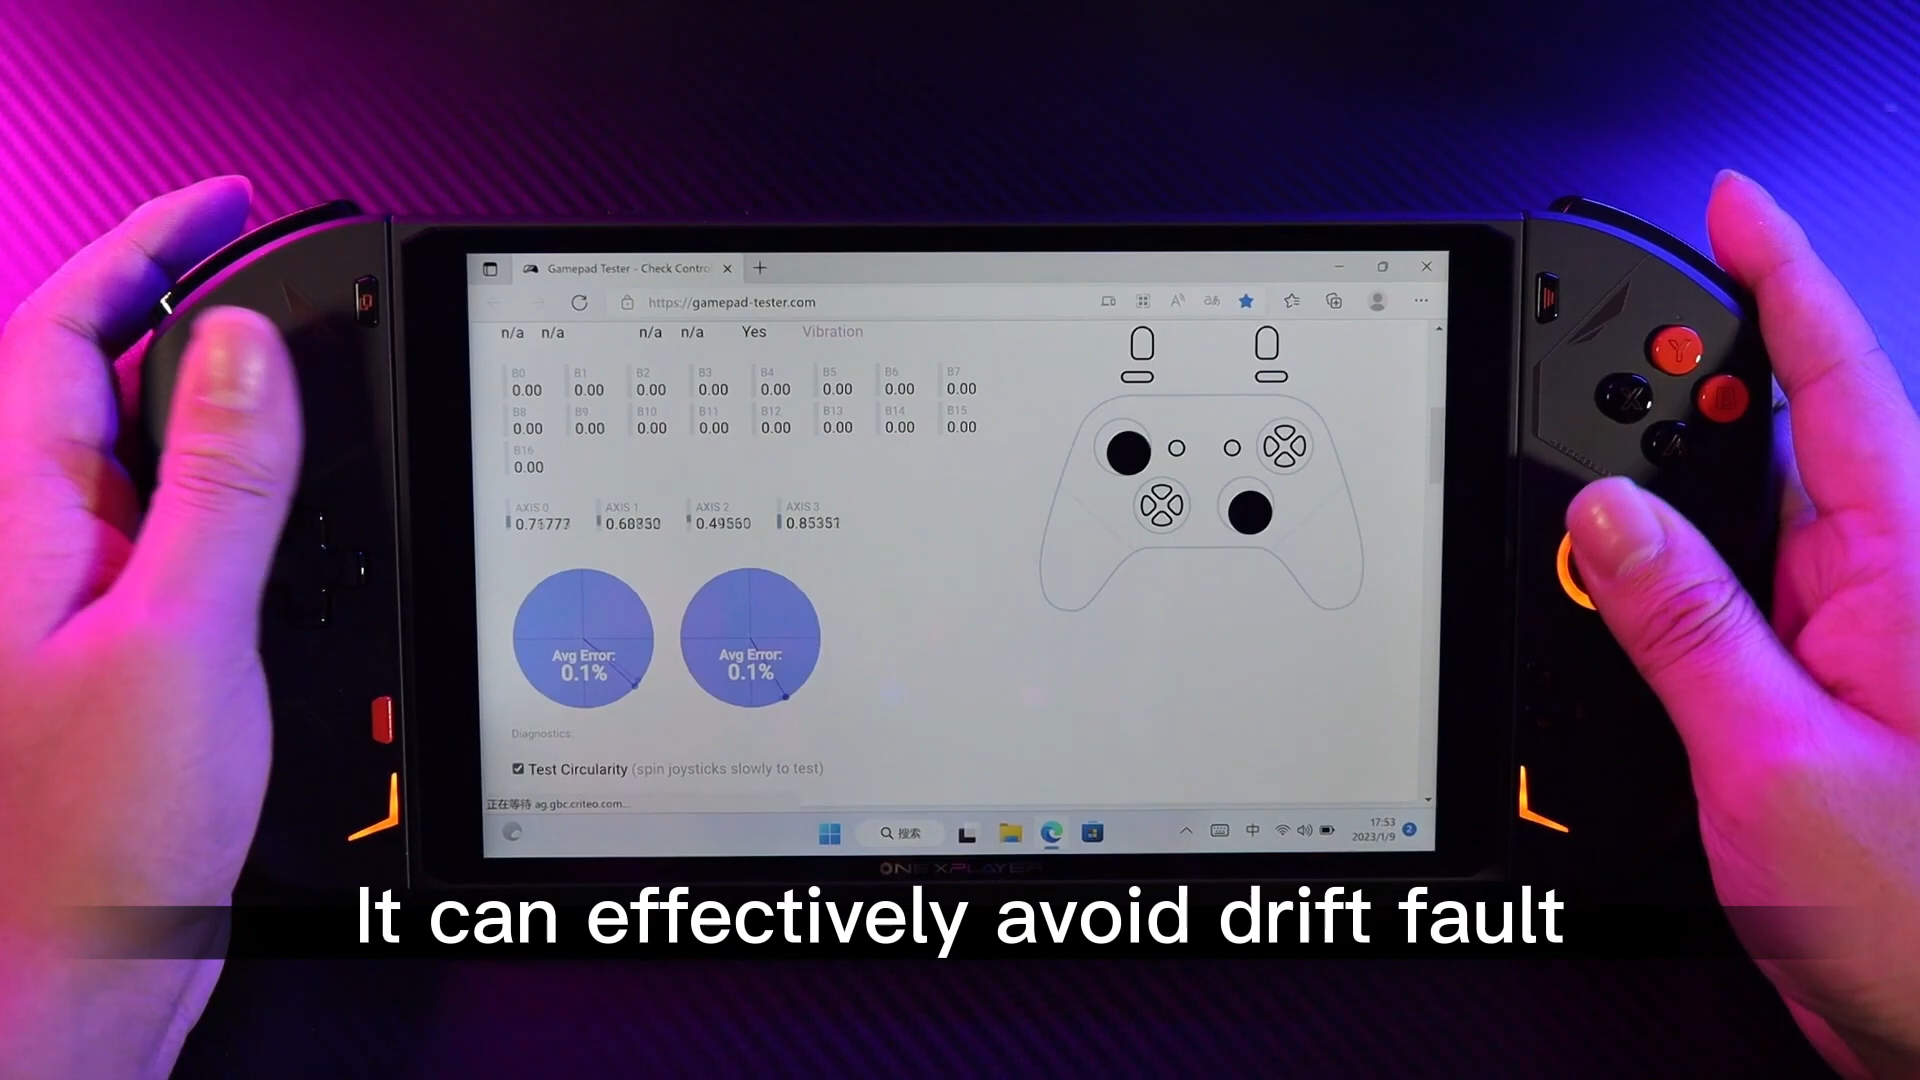 Gamepad Tester - Check Contro
https://gamepad-tester.com
n/a n/a n/a n/a Yes Vibration
B0 B1 B2 B3 B4 B5 B6 B7
0.00 0.00 0.00 0.00 0.00 0.00 0.00 0.00
B8 B9 B10 B11 B12 B13 B14 B15
0.00 0.00 0.00 0.00 0.00 0.00 0.00 0.00
B16
0.00
AXIS 0 AXIS 1 AXIS 2 AXIS 3
0.49560 0.85351
Avg Error: Avg Error:
0.1% 0.1%
Diagnostics:
Test Circularity (spin joysticks slowly to test)
正在等待 ag.gbc.criteo.com...
搜索
中
17:53
2023/1/9
2
ONEXPLAYER
Y
X
B
A
It can effectively avoid drift fault